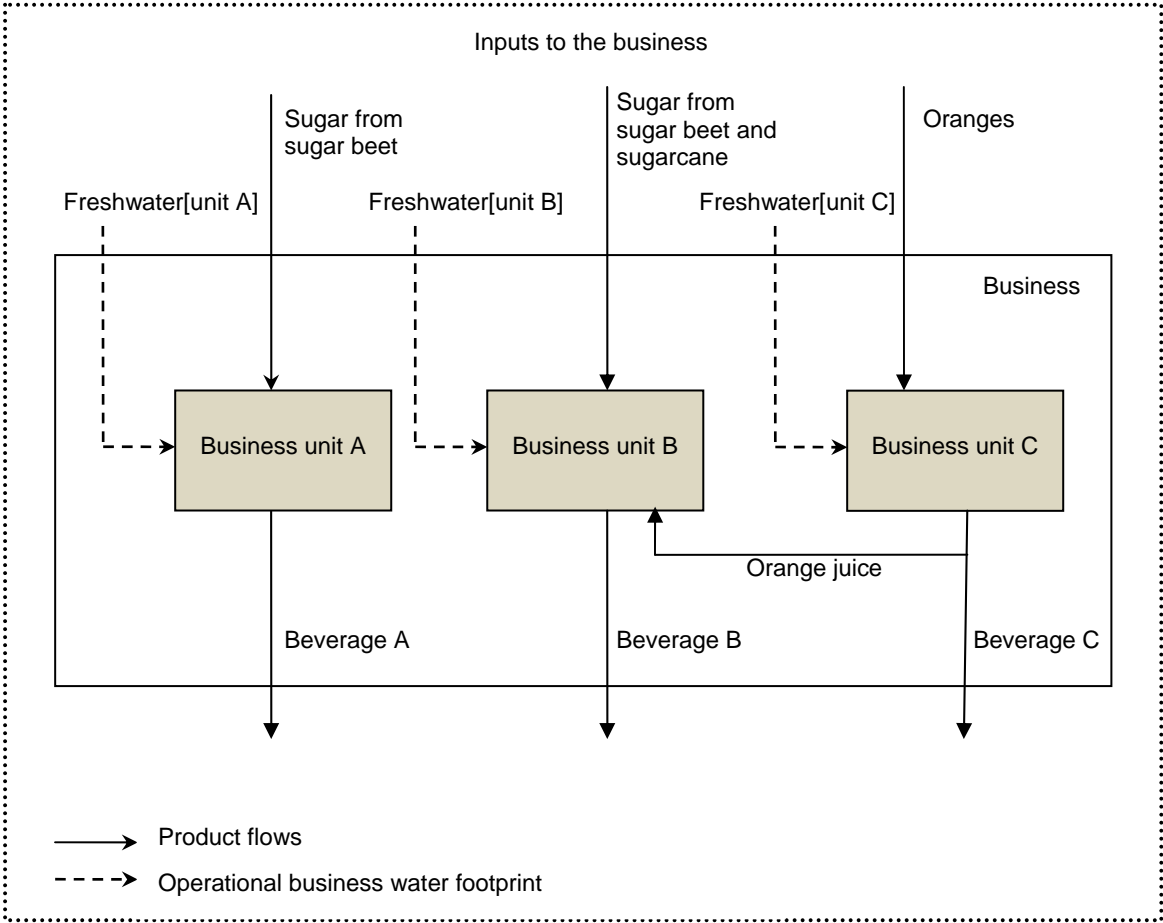 Inputs to the business
Sugar from
sugar beet
Sugar from
sugar beet and
sugarcane
Oranges
Freshwater[unit A]
Freshwater[unit B]
Freshwater[unit C]
Business
Business unit A
Business unit B
Business unit C
Orange juice
Beverage A
Beverage B
Beverage C
Product flows
Operational business water footprint